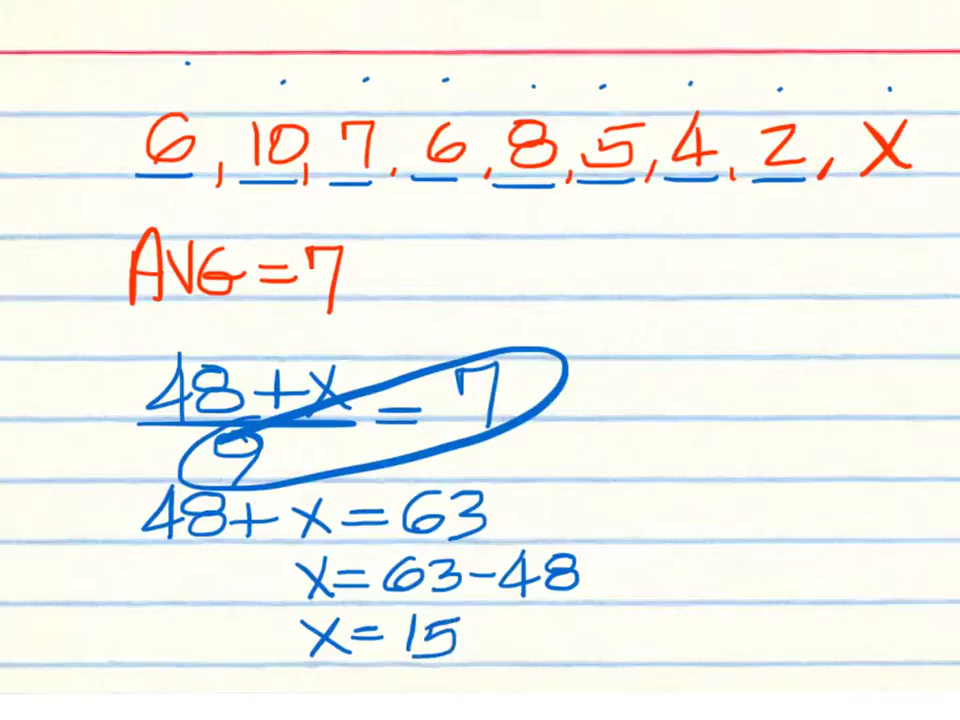 6, 10, 7, 6, 8, 5, 4, 2, X
AVG = 7
48 + x
9
= 7
48 + x = 63
x = 63 - 48
x = 15